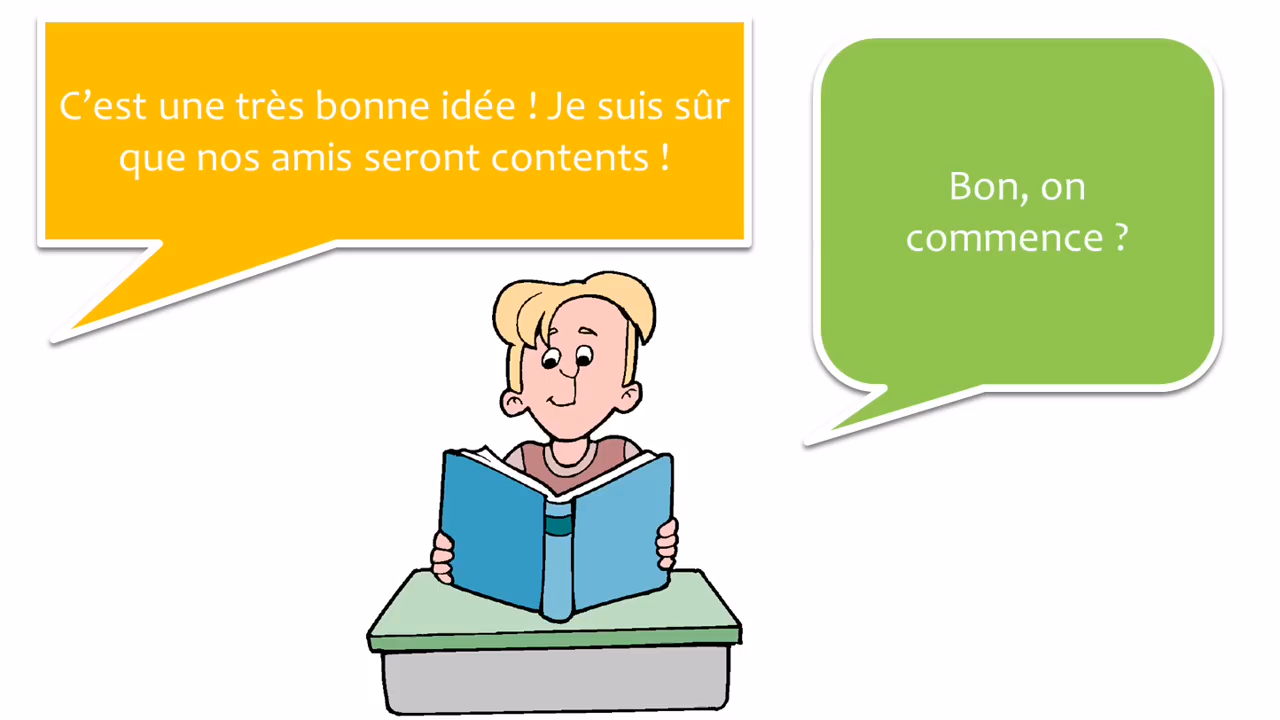 C’est une très bonne idée ! Je suis sûr
que nos amis seront contents !
Bon, on
commence ?